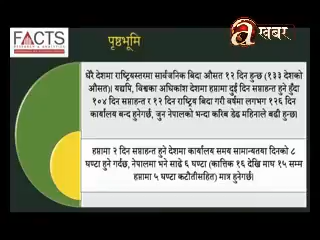 FACTS
RESEARCH & ANALYTICS
खबर
पृष्ठभूमि
धेरै देशमा राष्ट्रियस्तरमा सार्वजनिक बिदा औसत १२ दिन हुन्छ (१३३ देशको
औसत)। यद्यपि, विश्वका अधिकांश देशमा हप्तामा दुई दिन सप्ताहन्त हुने हुँदा
१०४ दिन सप्ताहन्त र १२ दिन राष्ट्रिय बिदा गरी वर्षमा लगभग १२६ दिन
कार्यालय बन्द हुनेगर्छ, जुन नेपालको भन्दा करिब डेढ महिनाले बढी हुन्छ।
हप्तामा २ दिन सप्ताहन्त हुने देशमा कार्यालय समय सामान्यतया दिनको ८
घण्टा हुने गर्दछ, नेपालमा भने साढे ६ घण्टा (कात्तिक १६ देखि माघ १५ सम्म
हप्तामा ५ घण्टा कटौतीसहित) मात्र हुनेगर्छ।